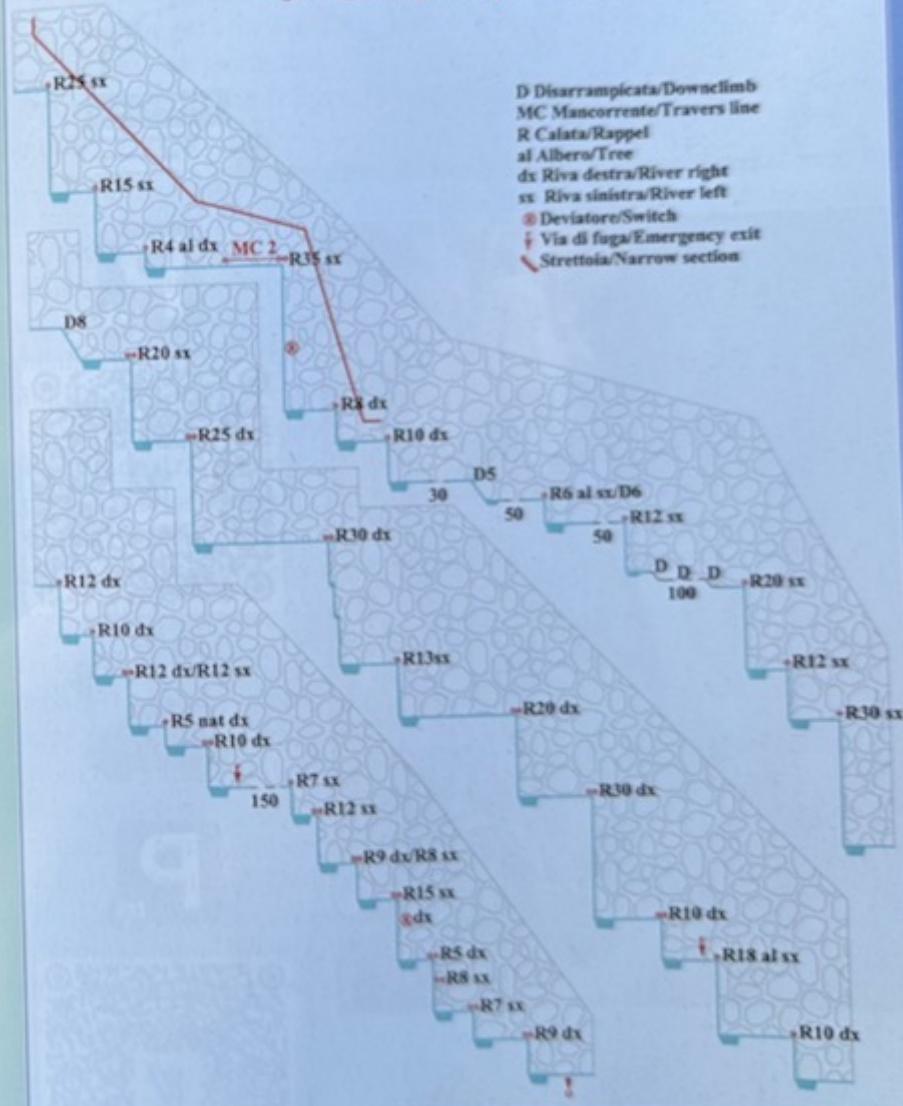 R25 sx
D Disarrampicata/Downclimb
MC Mancorrente/Travers line
R Calata/Rappel
al Albero/Tree
dx Riva destra/River right
sx Riva sinistra/River left
Deviatore/Switch
Via di fuga/Emergency exit
Strettoia/Narrow section
R15 sx
R4 al dx
MC 2
R35 sx
R8 dx
R10 dx
30
D5
50
R6 al sx/D6
50
R12 sx
D D D
100
R20 sx
R12 sx
R30 sx
D8
R20 sx
R25 dx
R30 dx
R13sx
R20 dx
R30 dx
R10 dx
R18 al sx
R10 dx
R12 dx
R10 dx
R12 dx/R12 sx
R5 nat dx
R10 dx
150
R7 sx
R12 sx
R9 dx/R8 sx
R15 sx
dx
R5 dx
R8 sx
R7 sx
R9 dx